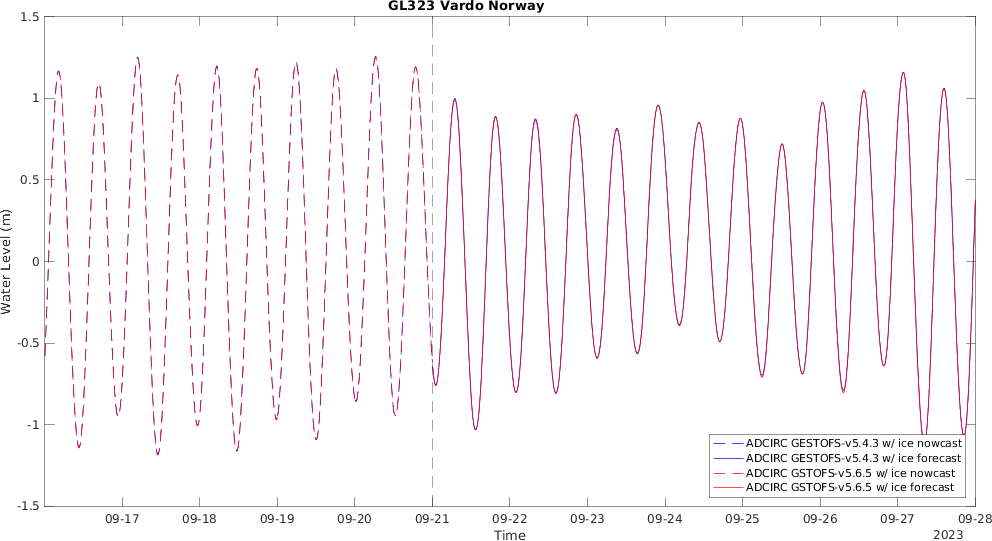 GL323 Vardo Norway
1.5
1
0.5
0
-0.5
-1
-1.5
Water Level (m)
ADCIRC GESTOFS-v5.4.3 w/ ice nowcast
ADCIRC GESTOFS-v5.4.3 w/ ice forecast
ADCIRC GSTOFS-v5.6.5 w/ ice nowcast
ADCIRC GSTOFS-v5.6.5 w/ ice forecast
09-17 09-18 09-19 09-20 09-21 09-22 09-23 09-24 09-25 09-26 09-27 09-28
Time
2023